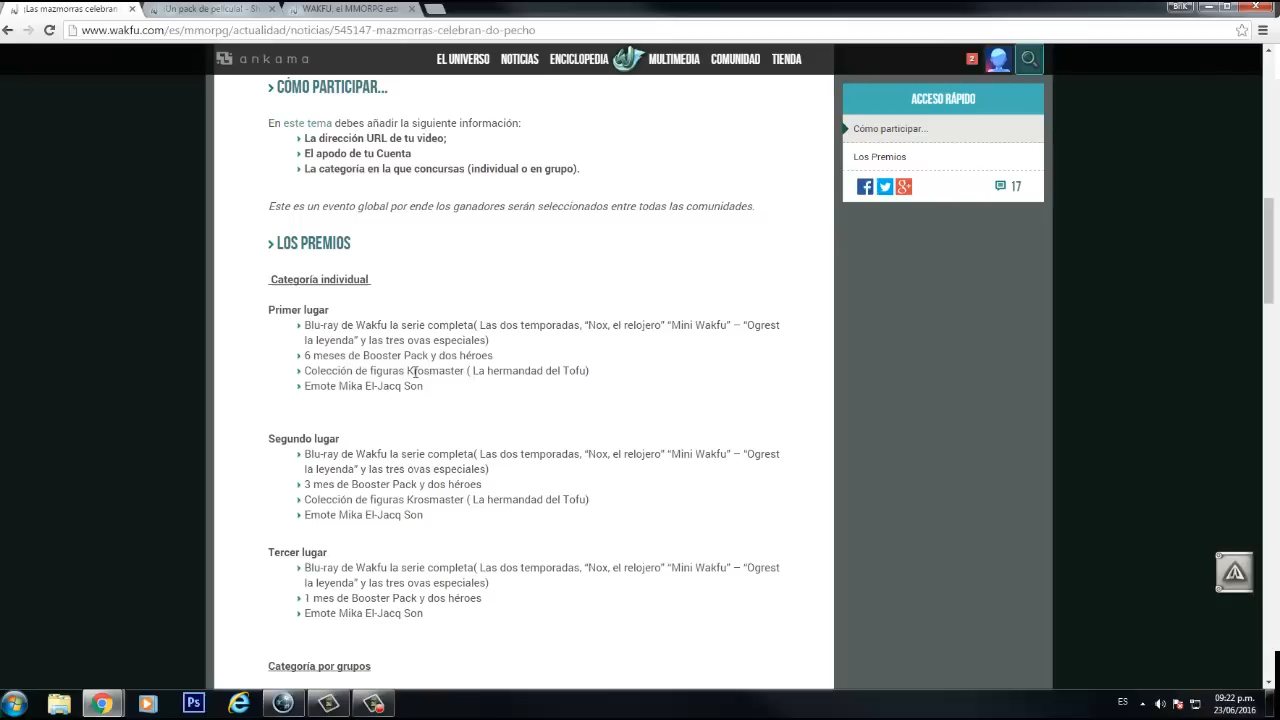 ¡Las mazmorras celebran
¡Un pack de película! - 
WAKFU, el MMORPG est
Brik
www.wakfu.com/es/mmorpg/actualidad/noticias/545147-mazmorras-celebran-do-pecho
ankama
EL UNIVERSO
NOTICIAS
ENCICLOPEDIA
MULTIMEDIA
COMUNIDAD
TIENDA
2
CÓMO PARTICIPAR...
En este tema debes añadir la siguiente información:
La dirección URL de tu video;
El apodo de tu Cuenta
La categoría en la que concursas (individual o en grupo).
Este es un evento global por ende los ganadores serán seleccionados entre todas las comunidades.
LOS PREMIOS
Categoría individual
Primer lugar
Blu-ray de Wakfu la serie completa( Las dos temporadas, “Nox, el relojero” “Mini Wakfu” – “Ogrest
la leyenda” y las tres ovas especiales)
6 meses de Booster Pack y dos héroes
Colección de figuras Krosmaster ( La hermandad del Tofu)
Emote Mika El-Jacq Son
Segundo lugar
Blu-ray de Wakfu la serie completa( Las dos temporadas, “Nox, el relojero” “Mini Wakfu” – “Ogrest
la leyenda” y las tres ovas especiales)
3 mes de Booster Pack y dos héroes
Colección de figuras Krosmaster ( La hermandad del Tofu)
Emote Mika El-Jacq Son
Tercer lugar
Blu-ray de Wakfu la serie completa( Las dos temporadas, “Nox, el relojero” “Mini Wakfu” – “Ogrest
la leyenda” y las tres ovas especiales)
1 mes de Booster Pack y dos héroes
Emote Mika El-Jacq Son
Categoría por grupos
ACCESO RÁPIDO
Cómo participar...
Los Premios
17
Ps
ES
09:22 p.m.
23/06/2016